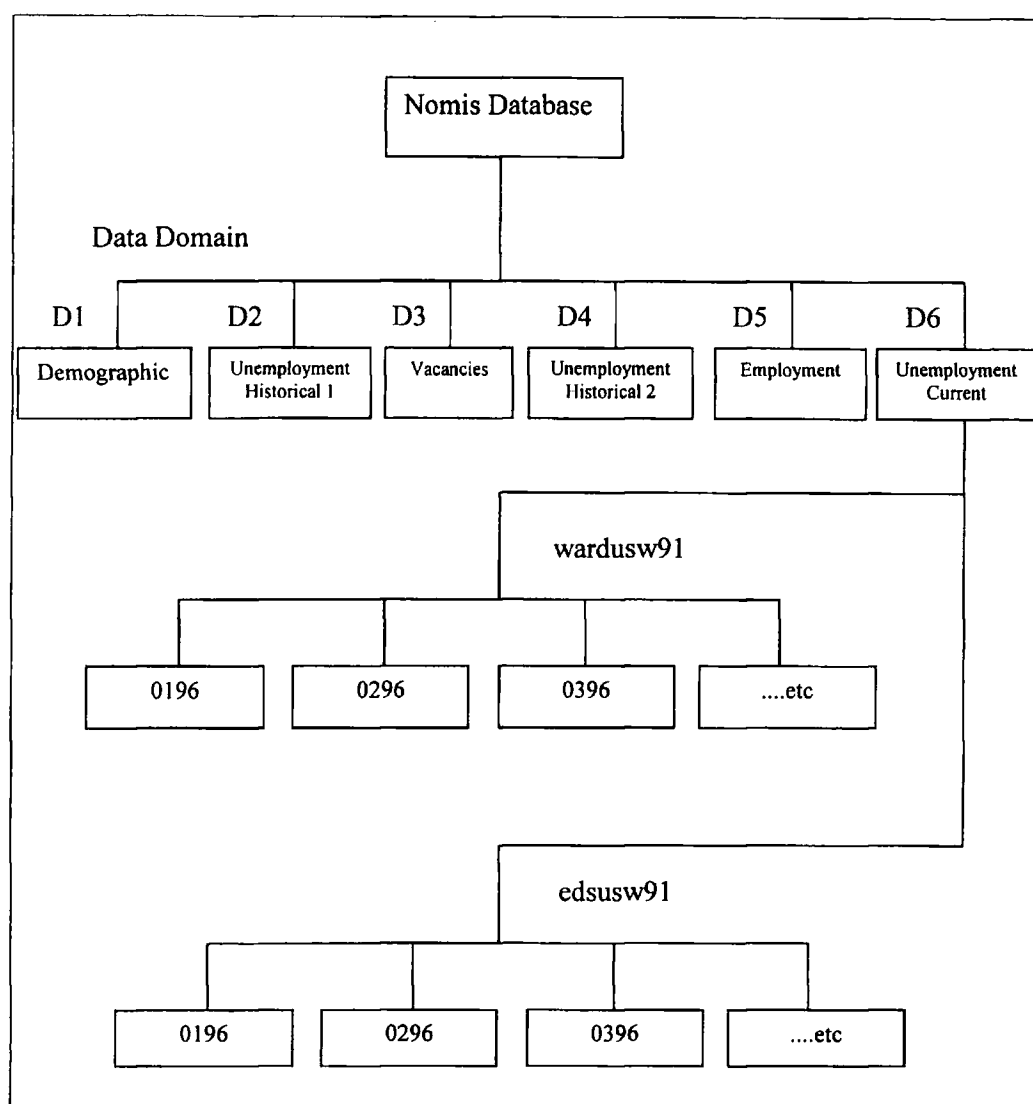 Nomis Database
Data Domain
D1
D2
D3
D4
D5
D6
Demographic
Unemployment
Historical 1
Vacancies
Unemployment
Historical 2
Employment
Unemployment
Current
wardusw91
0196
0296
0396
....etc
edsusw91
0196
0296
0396
....etc